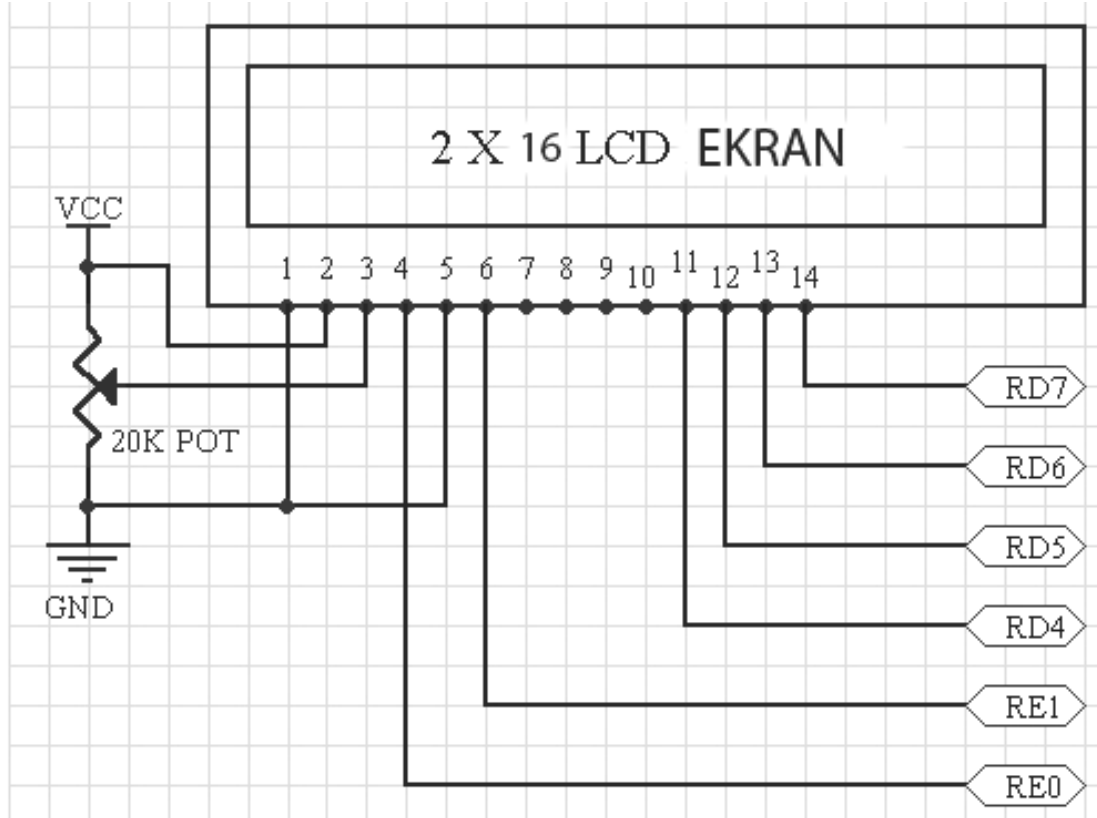 2 X 16 LCD EKRAN
VCC
1 2 3 4 5 6 7 8 9 10 11 12 13 14
RD7
20K POT
RD6
RD5
GND
RD4
RE1
RE0